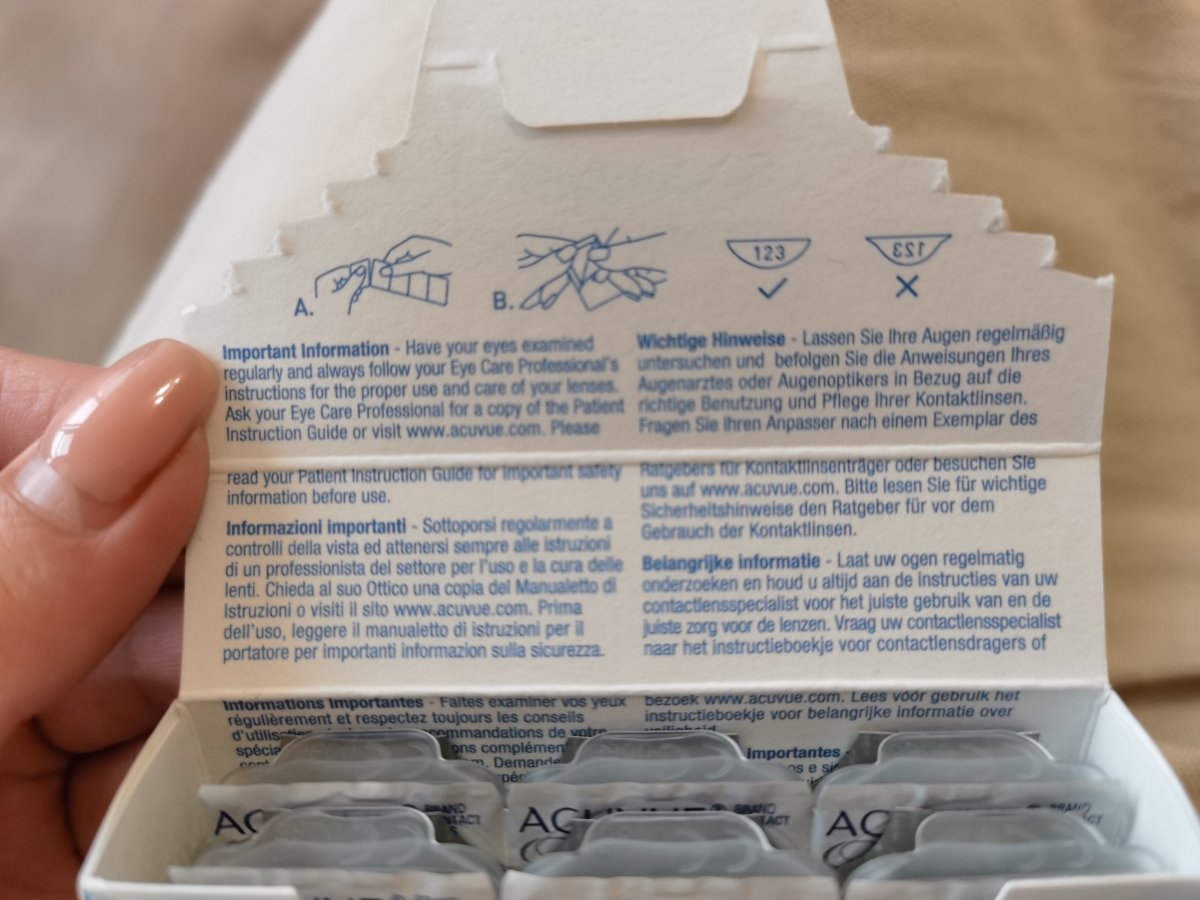 A.
B.
123
123
Important Information - Have your eyes examined
regularly and always follow your Eye Care Professional's
instructions for the proper use and care of your lenses.
Ask your Eye Care Professional for a copy of the Patient
Instruction Guide or visit www.acuvue.com. Please
read your Patient Instruction Guide for important safety
information before use.
Informazioni importanti - Sottoporsi regolarmente a
controlli della vista ed attenersi sempre alle istruzioni
di un professionista del settore per l'uso e la cura delle
lenti. Chieda al suo Ottico una copia del Manualetto di
Istruzioni o visiti il sito www.acuvue.com. Prima
dell'uso, leggere il manualetto di istruzioni per il
portatore per importanti informazion sulla sicurezza.
Informations Importantes - Faites examiner vos yeux
régulièrement et respectez toujours les conseils
commandations de votre
Demande
Wichtige Hinweise - Lassen Sie Ihre Augen regelmäßig
untersuchen und befolgen Sie die Anweisungen Ihres
Augenarztes oder Augenoptikers in Bezug auf die
richtige Benutzung und Pflege Ihrer Kontaktlinsen.
Fragen Sie Ihren Anpasser nach einem Exemplar des
Ratgebers für Kontaktlinsenträger oder besuchen Sie
uns auf www.acuvue.com. Bitte lesen Sie für wichtige
Sicherheitshinweise den Ratgeber für vor dem
Gebrauch der Kontaktlinsen.
Belangrijke informatie - Laat uw ogen regelmatig
onderzoeken en houd u altijd aan de instructies van uw
contactlensspecialist voor het juiste gebruik van en de
juiste zorg voor de lenzen. Vraag uw contactlensspecialist
naar het instructieboekje voor contactlensdragers of
bezoek www.acuvue.com. Lees vóór gebruik het
instructieboekje voor belangrijke informatie over
Importantes -
BRAND
BRAND
BRAND